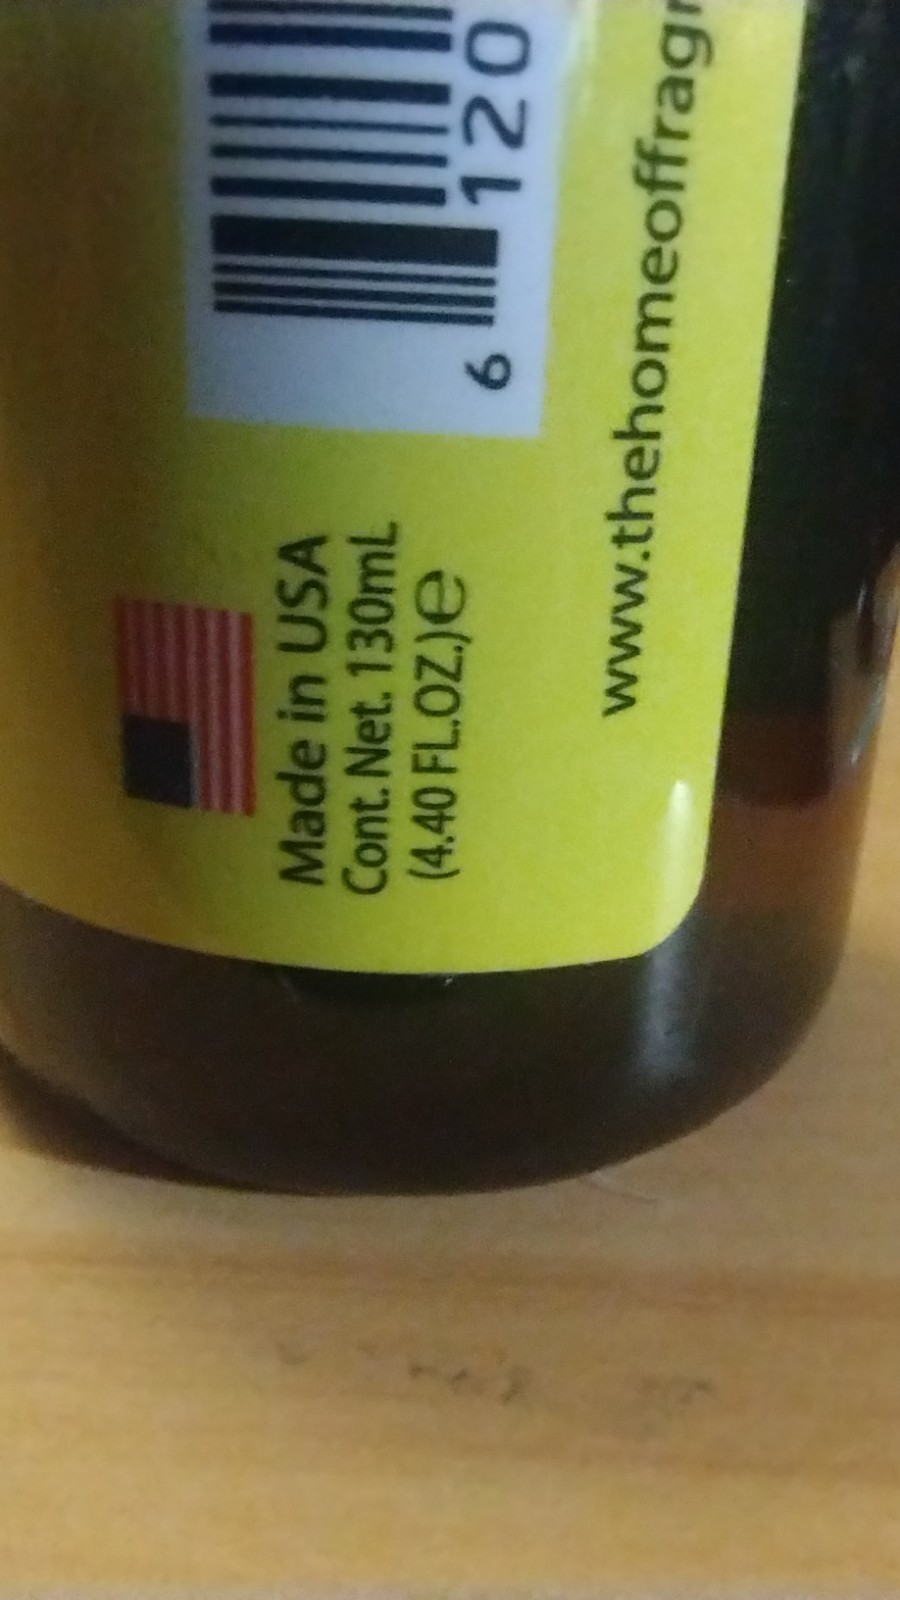 Made in USA
Cont. Net. 130mL
(4.40 FL.OZ.) e
6 120
www.thehomeoffragr